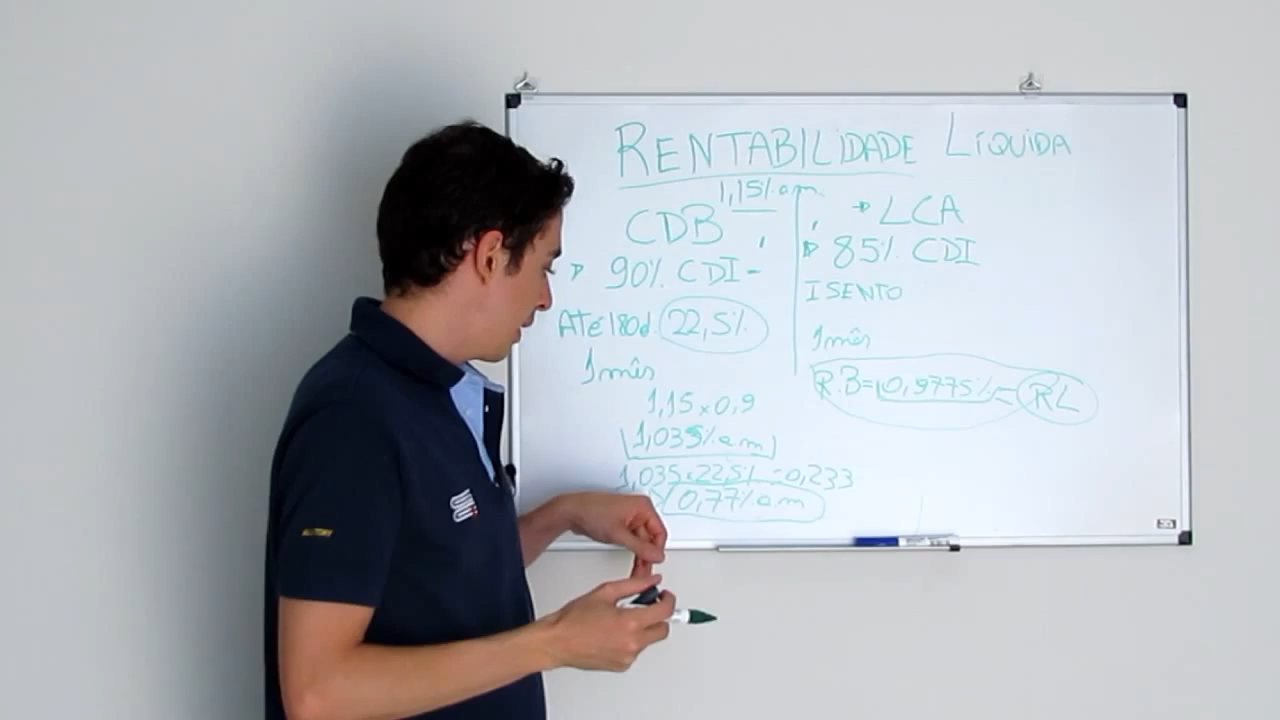 RENTABILIDADE LÍQUIDA
1,15% a.m.
CDB
90% CDI
Até 180d. 22,5%
1 mês
1,15 x 0,9
1,035% a.m
1,035 x 22,5% = 0,233
0,77% a.m
LCA
85% CDI
ISENTO
1 mês
R.B = 0,9775% = RL